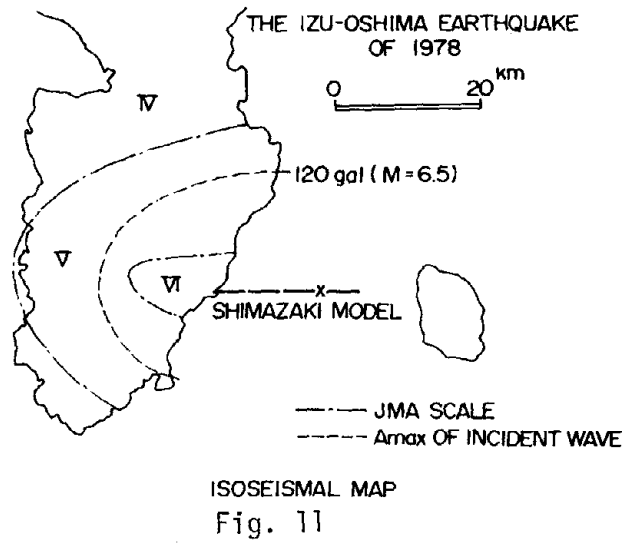 THE IZU-OSHIMA EARTHQUAKE
OF 1978
0 20 km
IV
120 gal (M=6.5)
V
VI
x
SHIMAZAKI MODEL
JMA SCALE
Amax OF INCIDENT WAVE
ISOSEISMAL MAP
Fig. 11